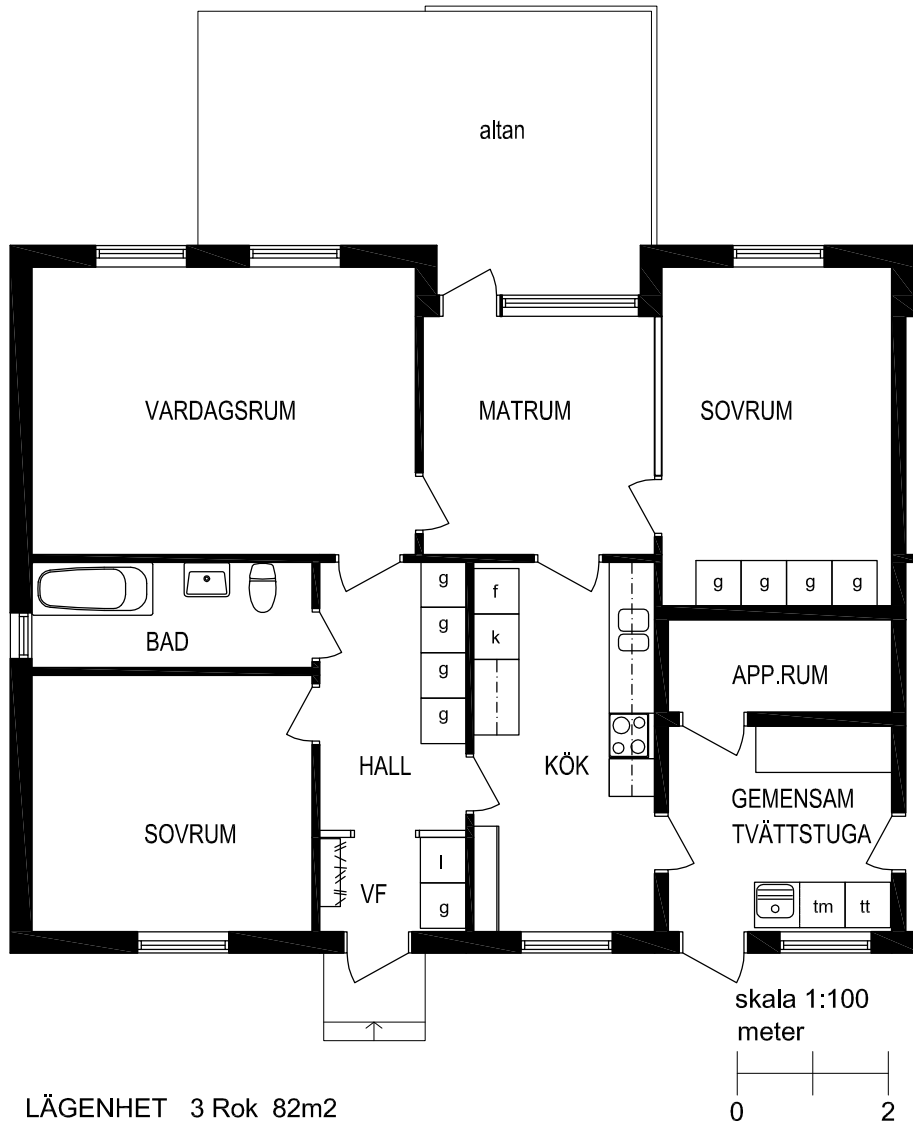 altan
VARDAGSRUM
MATRUM
SOVRUM
g g g g
BAD
g
g
g
g
f
k
APP.RUM
HALL
KÖK
GEMENSAM
TVÄTTSTUGA
SOVRUM
VF
l
g
tm tt
skala 1:100
meter
0 2
LÄGENHET 3 Rok 82m2